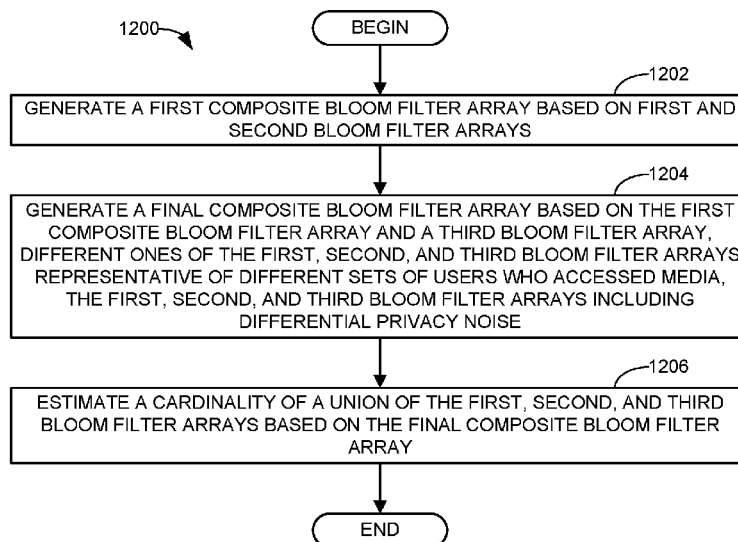 1200
BEGIN
1202
GENERATE A FIRST COMPOSITE BLOOM FILTER ARRAY BASED ON FIRST AND
SECOND BLOOM FILTER ARRAYS
1204
GENERATE A FINAL COMPOSITE BLOOM FILTER ARRAY BASED ON THE FIRST
COMPOSITE BLOOM FILTER ARRAY AND A THIRD BLOOM FILTER ARRAY,
DIFFERENT ONES OF THE FIRST, SECOND, AND THIRD BLOOM FILTER ARRAYS
REPRESENTATIVE OF DIFFERENT SETS OF USERS WHO ACCESSED MEDIA,
THE FIRST, SECOND, AND THIRD BLOOM FILTER ARRAYS INCLUDING
DIFFERENTIAL PRIVACY NOISE
1206
ESTIMATE A CARDINALITY OF A UNION OF THE FIRST, SECOND, AND THIRD
BLOOM FILTER ARRAYS BASED ON THE FINAL COMPOSITE BLOOM FILTER
ARRAY
END